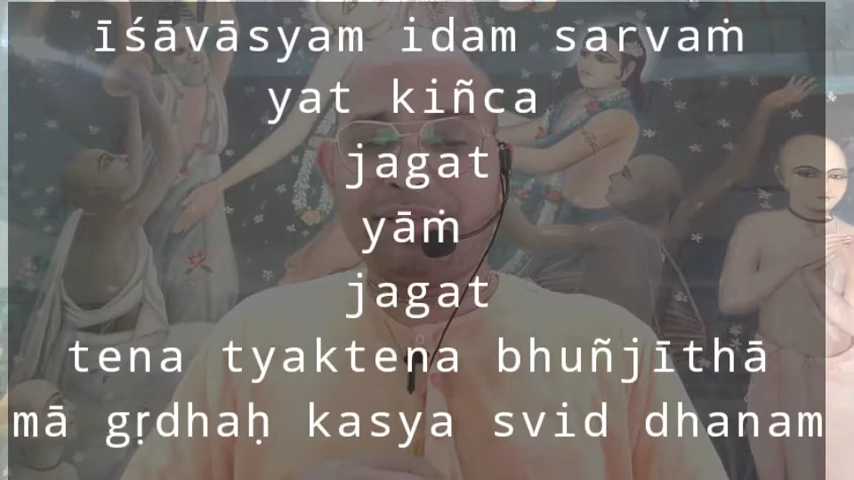 īśāvāsyam idam sarvaṁ
yat kiñca
jagat
yāṁ
jagat
tena tyaktena bhuñjīthā
mā gṛdhaḥ kasya svid dhanam